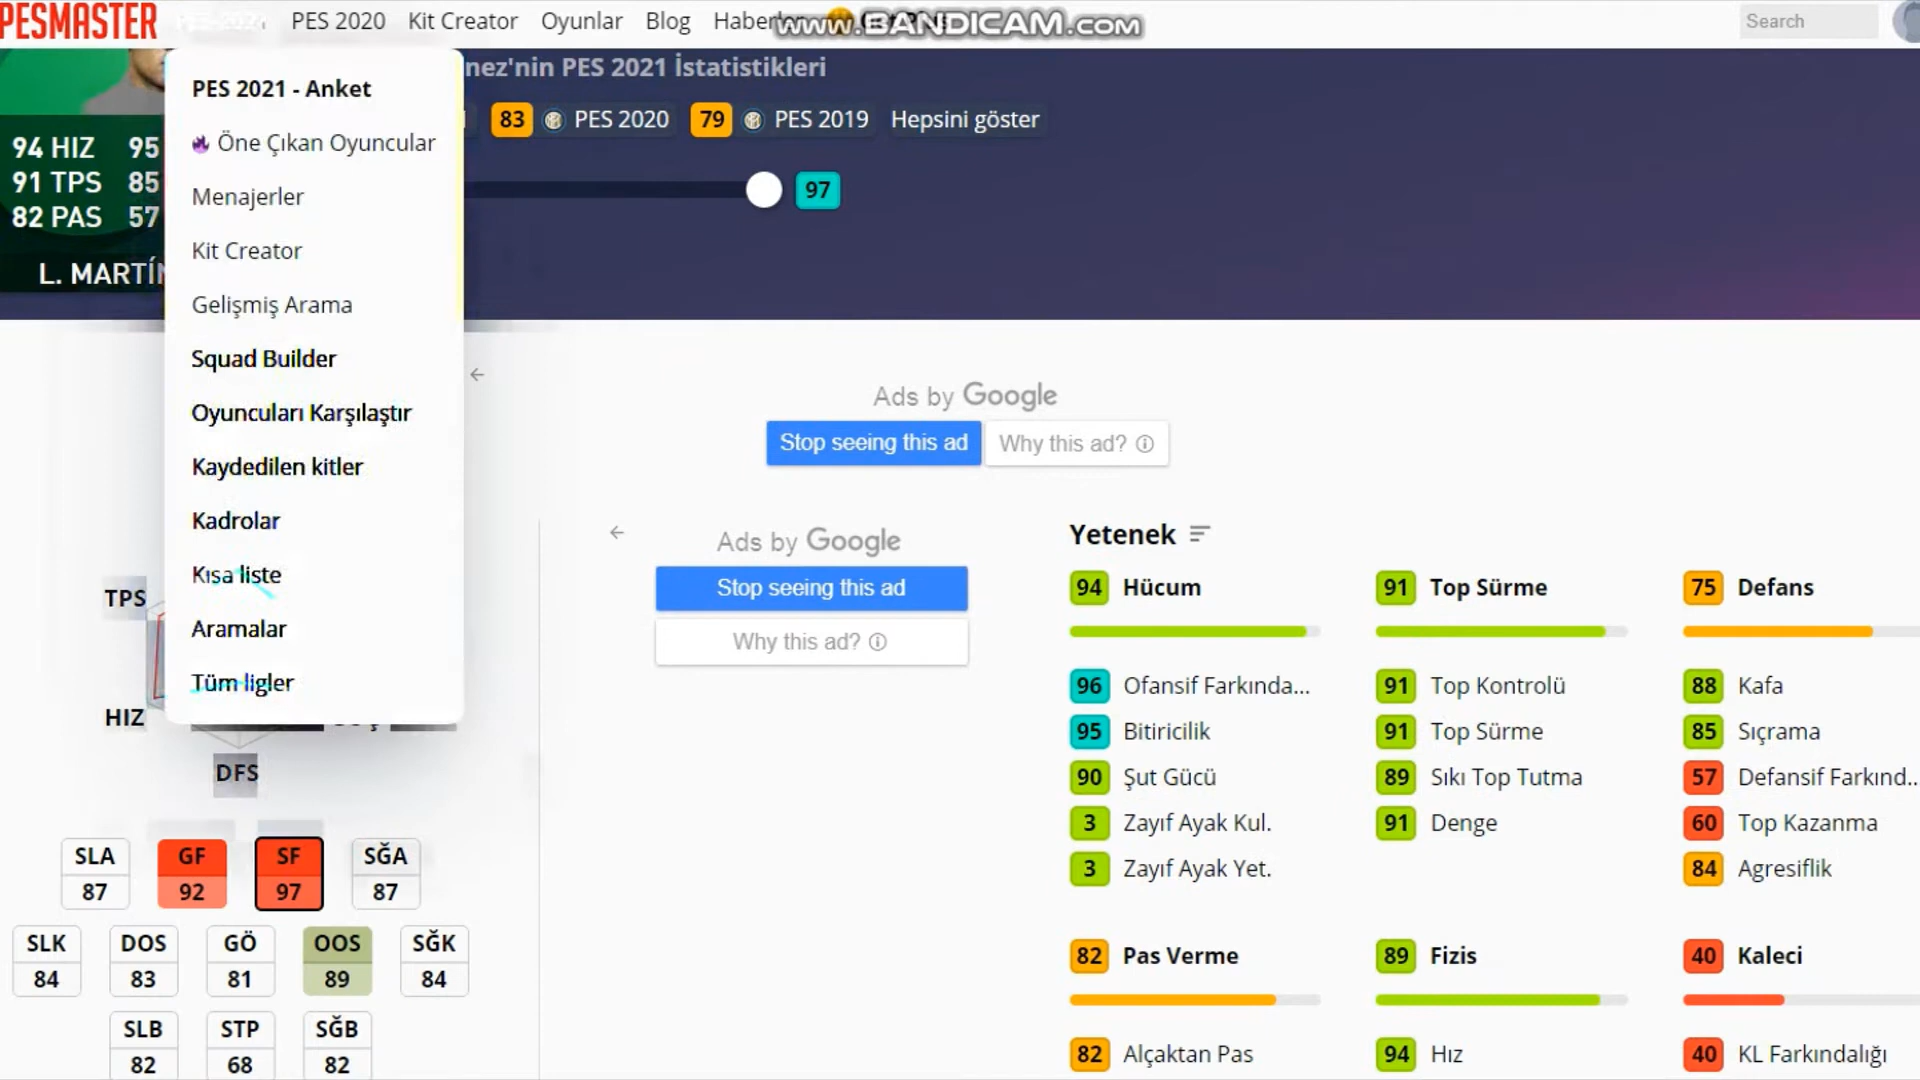 PESMASTER
PES 2020
Kit Creator
Oyunlar
Blog
www.BANDICAM.com
Search
nez'nin PES 2021 İstatistikleri
83 PES 2020
79 PES 2019
Hepsini göster
97
94 HIZ 95
91 TPS 85
82 PAS 57
L. MARTÍN
PES 2021 - Anket
Öne Çıkan Oyuncular
Menajerler
Kit Creator
Gelişmiş Arama
Squad Builder
Oyuncuları Karşılaştır
Kaydedilen kitler
Kadrolar
Kısa liste
Aramalar
Tüm ligler
TPS
HIZ
DFS
SLA
GF
SF
SĞA
87
92
97
87
SLK
DOS
GÖ
OOS
SĞK
84
83
81
89
84
SLB
STP
SĞB
82
68
82
Ads by Google
Stop seeing this ad
Why this ad?
Ads by Google
Stop seeing this ad
Why this ad?
Yetenek
94 Hücum
96 Ofansif Farkında...
95 Bitiricilik
90 Şut Gücü
3 Zayıf Ayak Kul.
3 Zayıf Ayak Yet.
91 Top Sürme
91 Top Kontrolü
91 Top Sürme
89 Sıkı Top Tutma
91 Denge
75 Defans
88 Kafa
85 Sıçrama
57 Defansif Farkınd...
60 Top Kazanma
84 Agresiflik
82 Pas Verme
82 Alçaktan Pas
89 Fizis
94 Hız
40 Kaleci
40 KL Farkındalığı